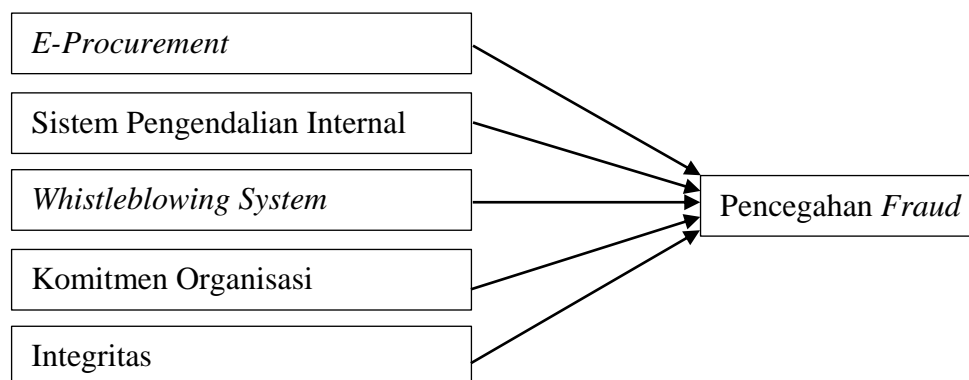 E-Procurement
Sistem Pengendalian Internal
Whistleblowing System
Pencegahan Fraud
Komitmen Organisasi
Integritas